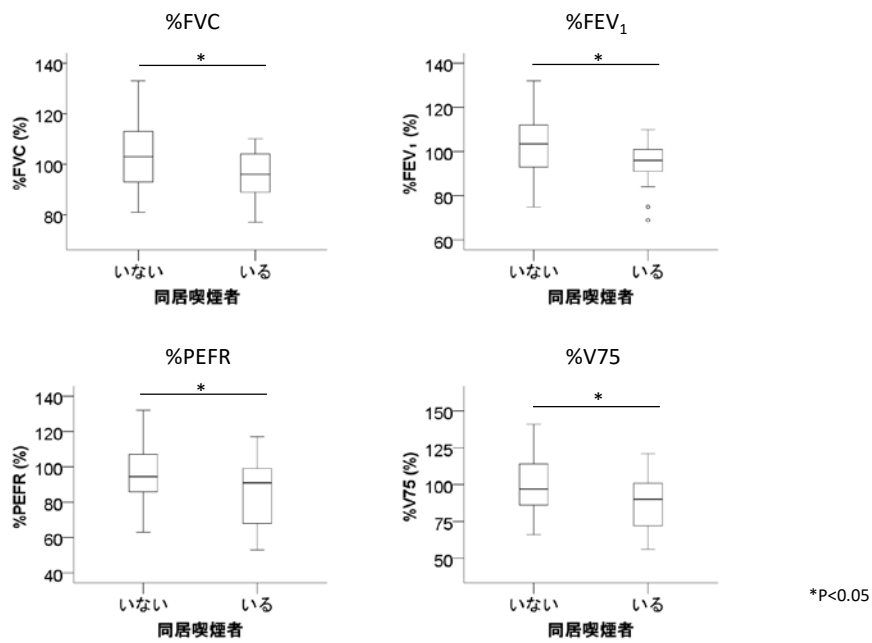 %FVC
*
140
120
100
80
%FVC (%)
いない
いる
同居喫煙者
%FEV₁
*
140
120
100
80
60
%FEV₁ (%)
いない
いる
同居喫煙者
%PEFR
*
140
120
100
80
60
40
%PEFR (%)
いない
いる
同居喫煙者
%V75
*
150
125
100
75
50
%V75 (%)
いない
いる
同居喫煙者
*P<0.05